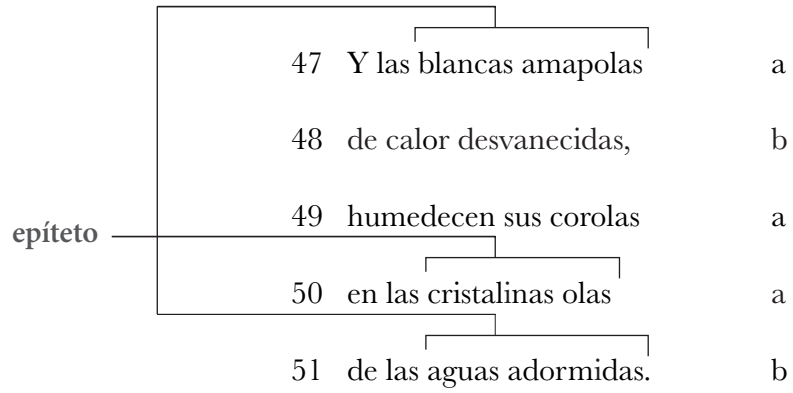 47 Y las blancas amapolas a
48 de calor desvanecidas, b
49 humedecen sus corolas a
epíteto
50 en las cristalinas olas a
51 de las aguas adormidas. b